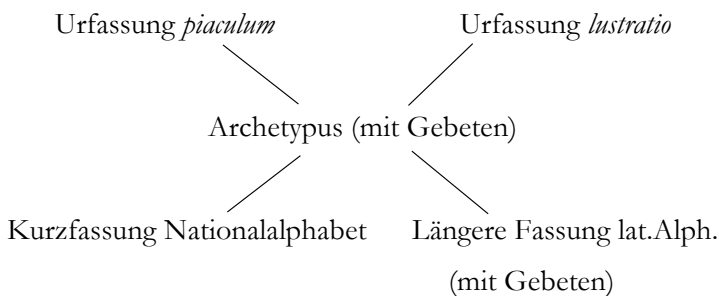 Urfassung piaculum Urfassung lustratio
Archetypus (mit Gebeten)
Kurzfassung Nationalalphabet Längere Fassung lat.Alph.
(mit Gebeten)